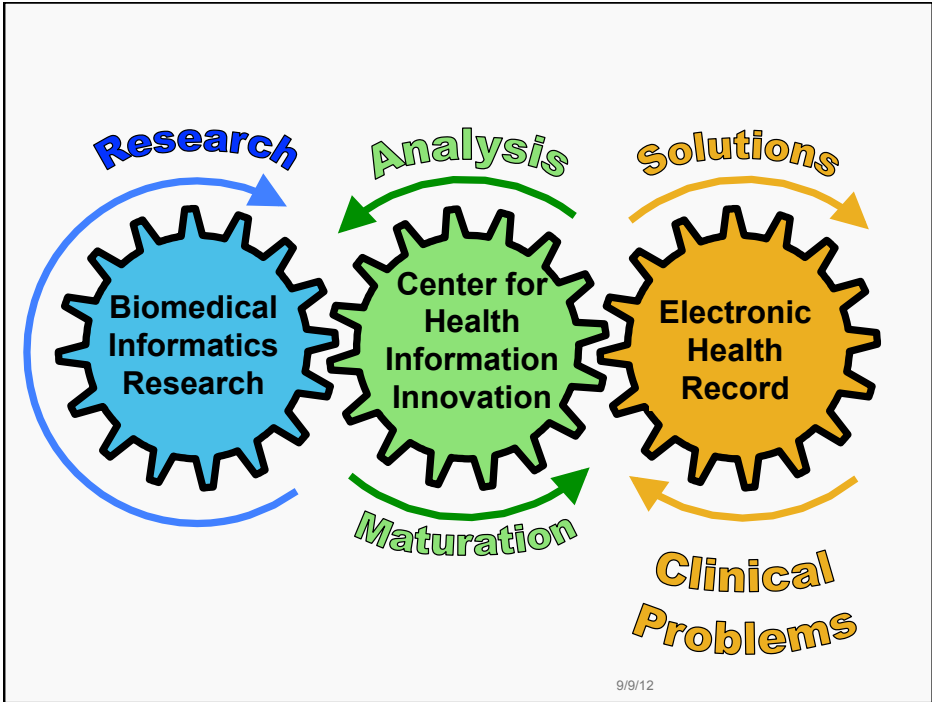 Research
Analysis
Solutions
Biomedical
Informatics
Research
Center for
Health
Information
Innovation
Electronic
Health
Record
Maturation
Clinical
Problems
9/9/12